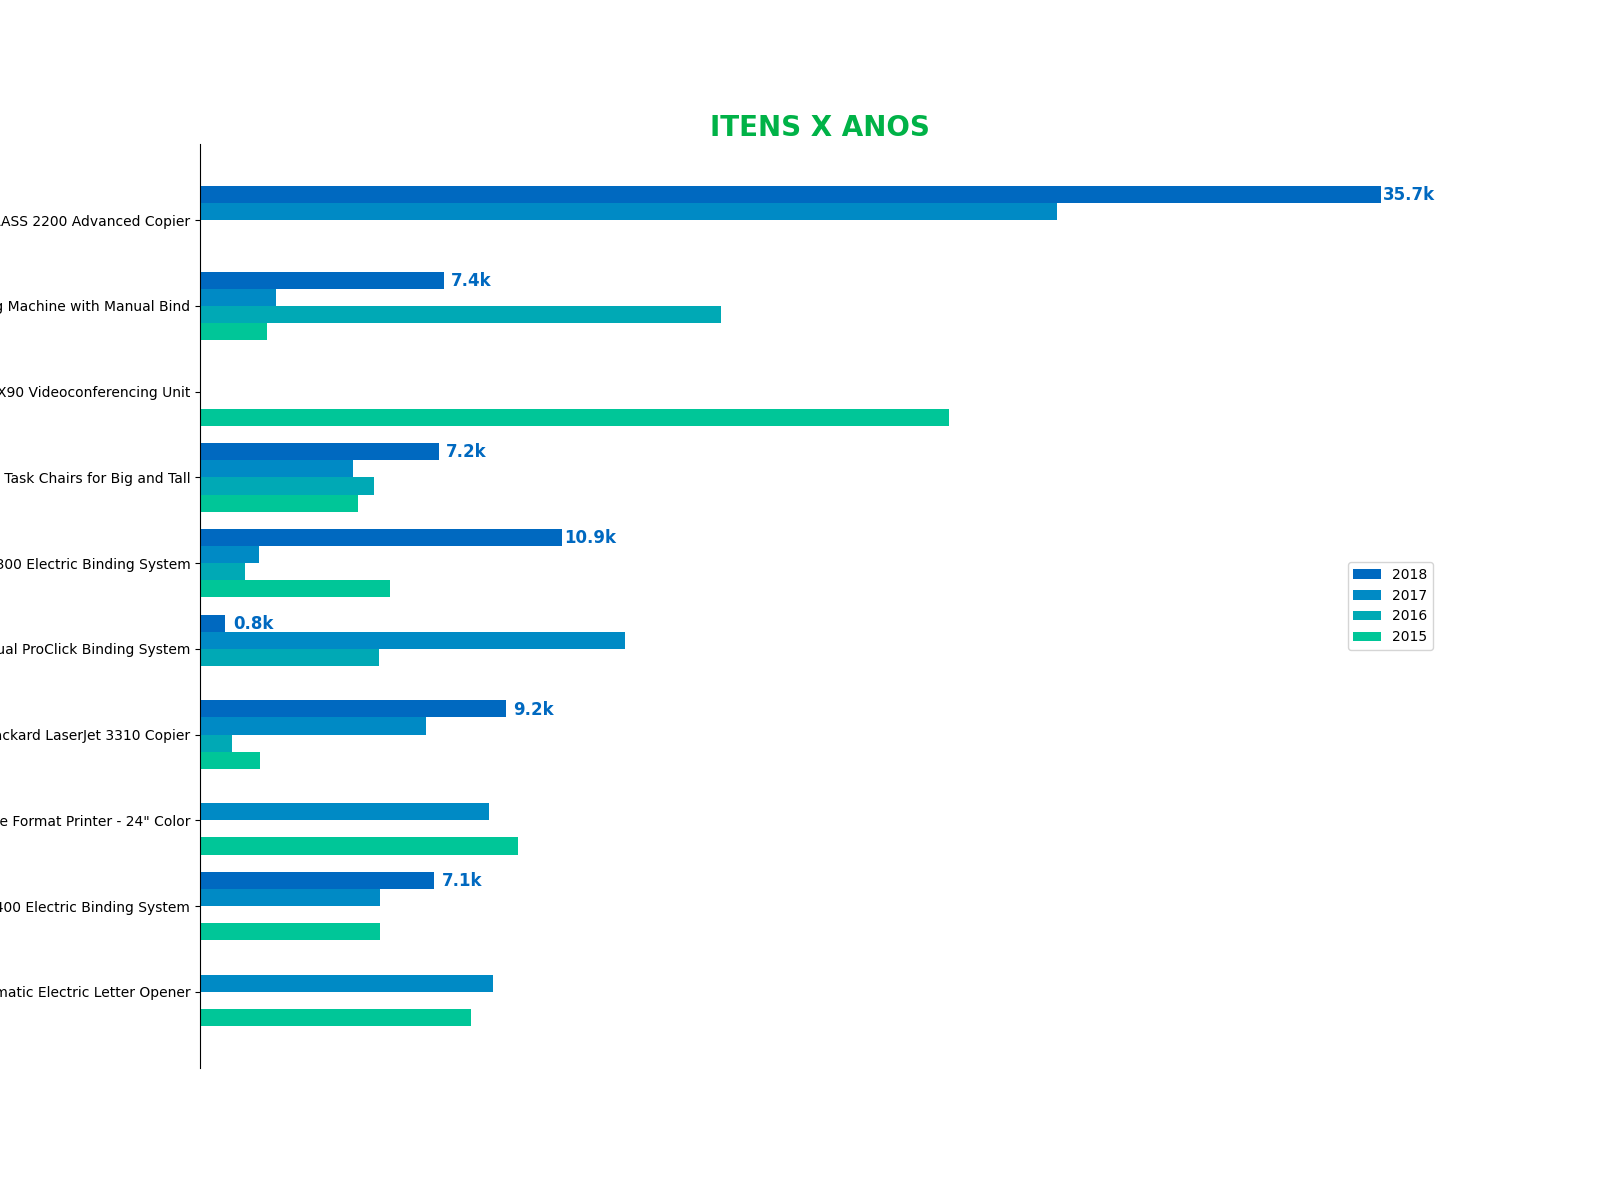 ITENS X ANOS
35.7k
ASS 2200 Advanced Copier
7.4k
Machine with Manual Bind
X90 Videoconferencing Unit
7.2k
Task Chairs for Big and Tall
10.9k
300 Electric Binding System
0.8k
ual ProClick Binding System
9.2k
ckard LaserJet 3310 Copier
e Format Printer - 24" Color
7.1k
400 Electric Binding System
matic Electric Letter Opener
2018
2017
2016
2015